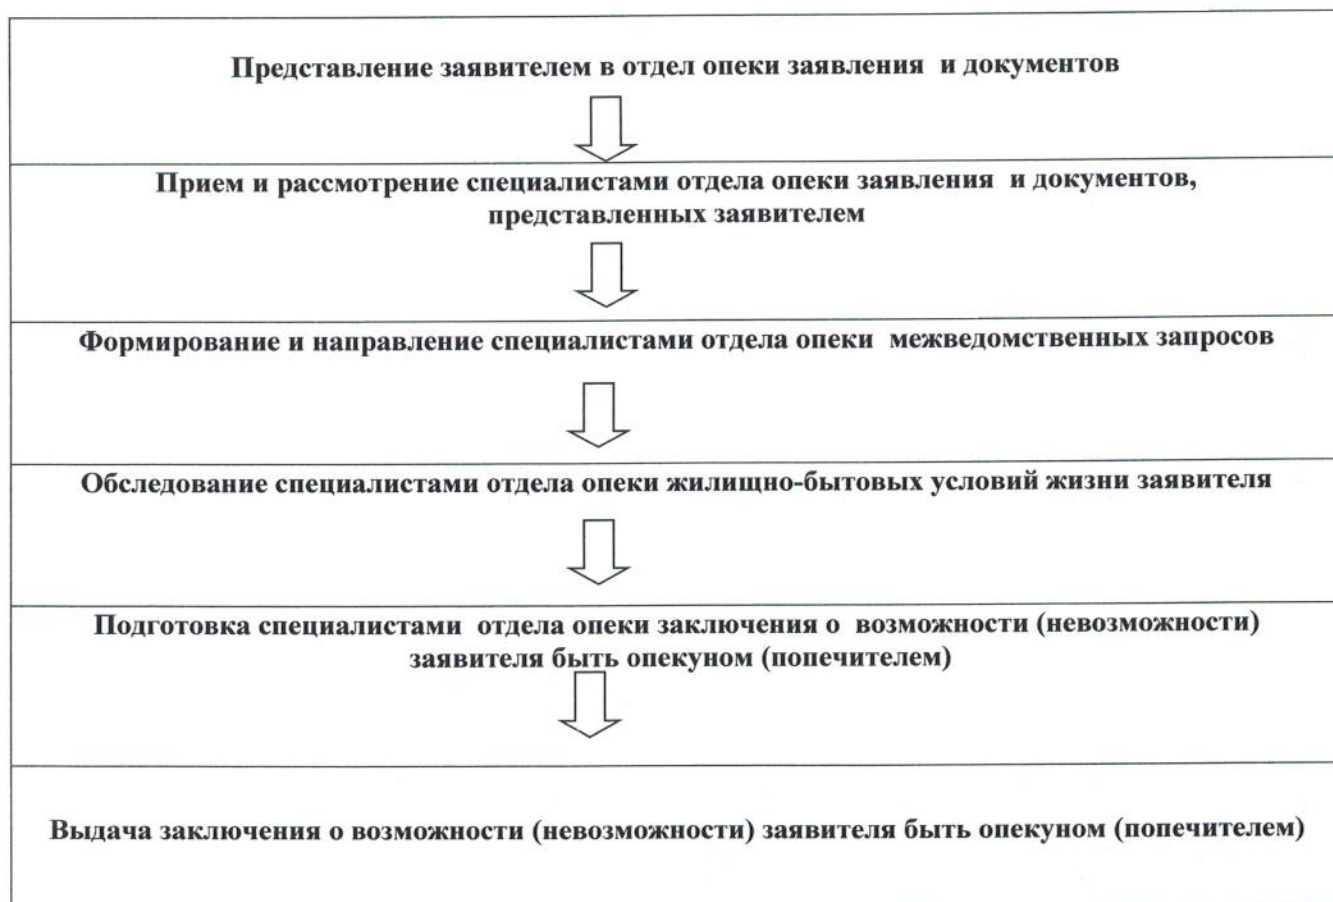 Представление заявителем в отдел опеки заявления и документов
Прием и рассмотрение специалистами отдела опеки заявления и документов,
представленных заявителем
Формирование и направление специалистами отдела опеки межведомственных запросов
Обследование специалистами отдела опеки жилищно-бытовых условий жизни заявителя
Подготовка специалистами отдела опеки заключения о возможности (невозможности)
заявителя быть опекуном (попечителем)
Выдача заключения о возможности (невозможности) заявителя быть опекуном (попечителем)